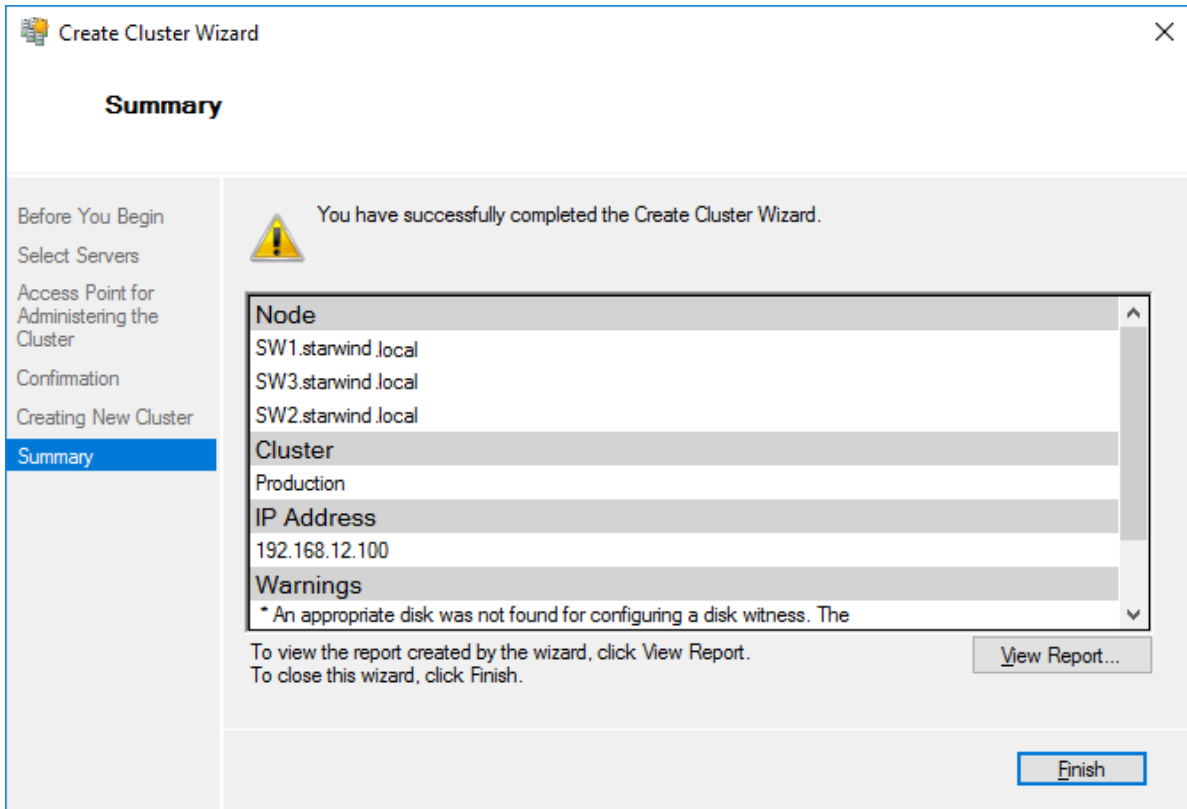 Create Cluster Wizard
Summary
Before You Begin
Select Servers
Access Point for
Administering the
Cluster
Confirmation
Creating New Cluster
Summary
You have successfully completed the Create Cluster Wizard.
Node
SW1.starwind.local
SW3.starwind.local
SW2.starwind.local
Cluster
Production
IP Address
192.168.12.100
Warnings
* An appropriate disk was not found for configuring a disk witness. The
To view the report created by the wizard, click View Report.
To close this wizard, click Finish.
View Report...
Finish